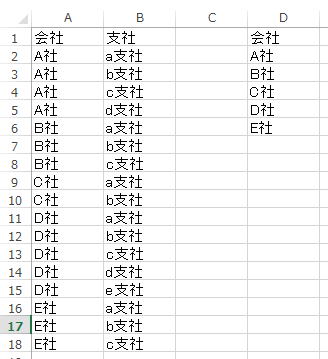 A B C D
1 会社 支社 会社
2 A社 a支社 A社
3 A社 b支社 B社
4 A社 c支社 C社
5 A社 d支社 D社
6 B社 a支社 E社
7 B社 b支社
8 B社 c支社
9 C社 a支社
10 C社 b支社
11 D社 a支社
12 D社 b支社
13 D社 c支社
14 D社 d支社
15 D社 e支社
16 E社 a支社
17 E社 b支社
18 E社 c支社